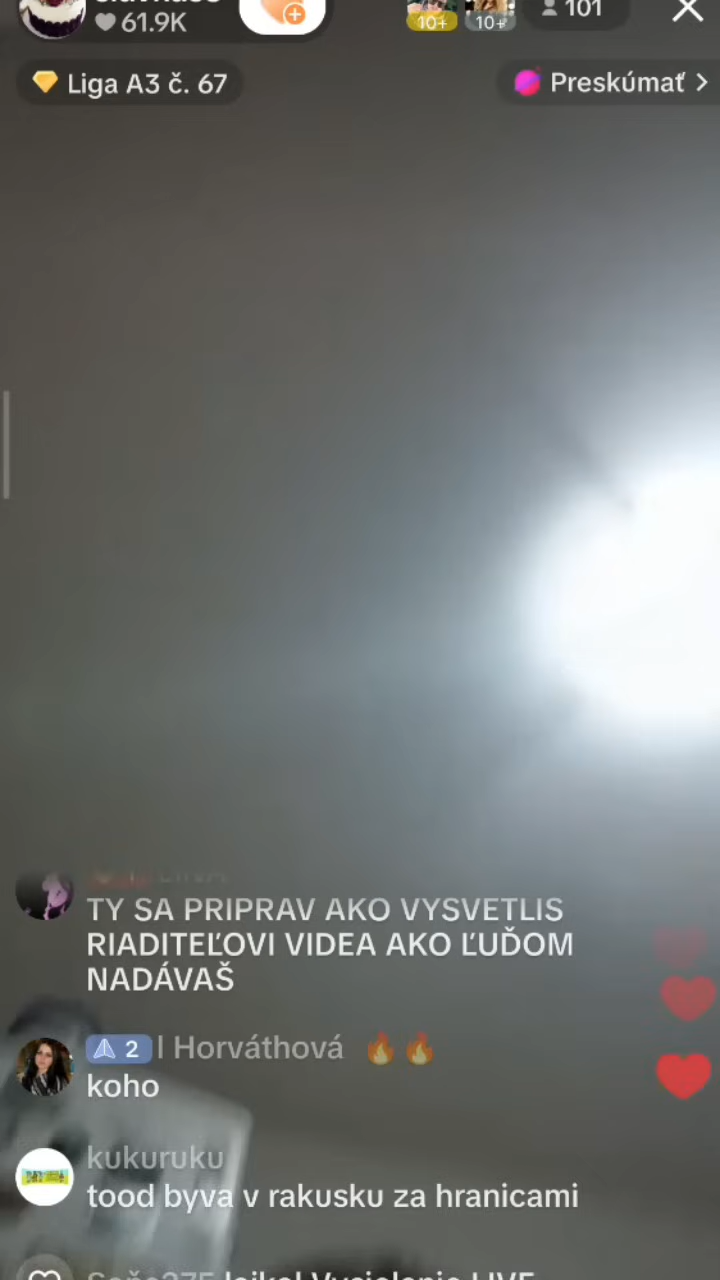 61.9K
10+
10+
101
Liga A3 č. 67
Preskúmať
TY SA PRIPRAV AKO VYSVETLIS
RIADITEĽOVI VIDEA AKO ĽUĎOM
NADÁVAŠ
2 l Horváthová 🔥🔥
koho
kukuruku
tood byva v rakusku za hranicami